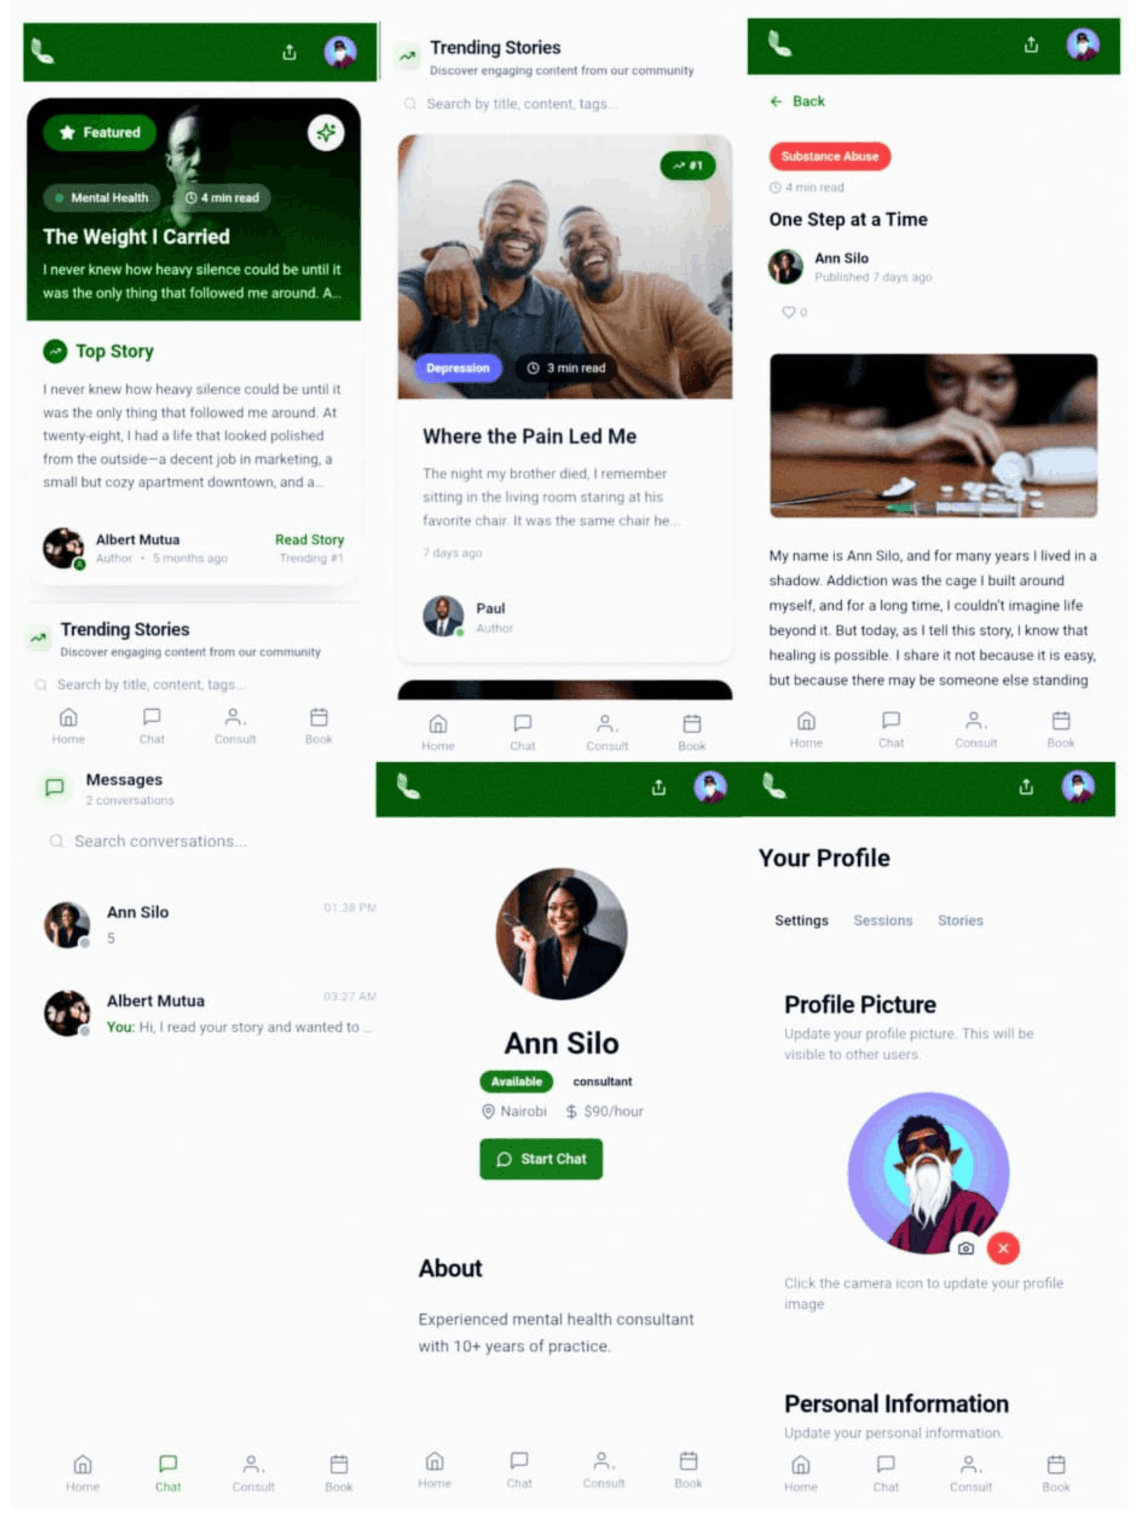 Featured
Mental Health
4 min read
The Weight I Carried
I never knew how heavy silence could be until it
was the only thing that followed me around. A...
Top Story
I never knew how heavy silence could be until it
was the only thing that followed me around. At
twenty-eight, I had a life that looked polished
from the outside—a decent job in marketing, a
small but cozy apartment downtown, and a...
Albert Mutua
Author • 5 months ago
Read Story
Trending #1
Trending Stories
Discover engaging content from our community
Search by title, content, tags...
Home
Chat
Consult
Book
Trending Stories
Discover engaging content from our community
Search by title, content, tags...
#1
Depression
3 min read
Where the Pain Led Me
The night my brother died, I remember
sitting in the living room staring at his
favorite chair. It was the same chair he...
7 days ago
Paul
Author
Home
Chat
Consult
Book
Back
Substance Abuse
4 min read
One Step at a Time
Ann Silo
Published 7 days ago
0
My name is Ann Silo, and for many years I lived in a
shadow. Addiction was the cage I built around
myself, and for a long time, I couldn't imagine life
beyond it. But today, as I tell this story, I know that
healing is possible. I share it not because it is easy,
but because there may be someone else standing
Home
Chat
Consult
Book
Messages
2 conversations
Search conversations...
Ann Silo
01:38 PM
5
Albert Mutua
03:27 AM
You: Hi, I read your story and wanted to ...
Home
Chat
Consult
Book
Ann Silo
Available
consultant
Nairobi
$ $90/hour
Start Chat
About
Experienced mental health consultant
with 10+ years of practice.
Home
Chat
Consult
Book
Your Profile
Settings
Sessions
Stories
Profile Picture
Update your profile picture. This will be
visible to other users.
Click the camera icon to update your profile
image
Personal Information
Update your personal information.
Home
Chat
Consult
Book